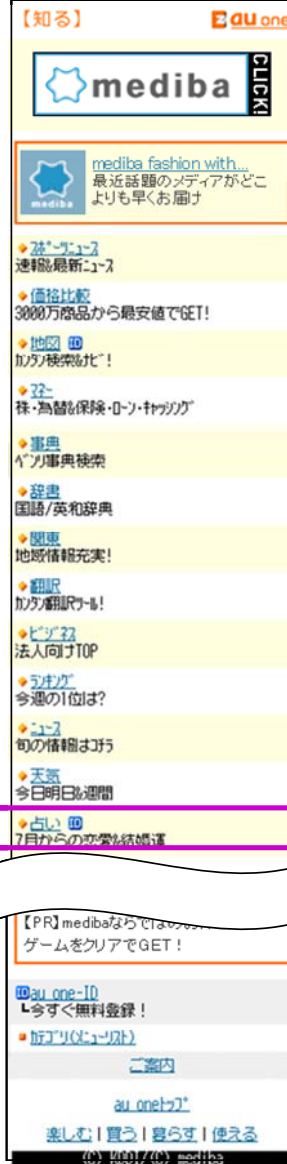 【知る】 au one
mediba CLICK!
mediba fashion with...
最近話題のメディアがどこ
よりも早くお届け
mediba
◆ｽﾎﾟｰﾂﾆｭｰｽ
速報&最新ﾆｭｰｽ
◆価格比較
3000万商品から最安値でGET!
◆地図 ID
ｶﾝﾀﾝ検索&ﾅﾋﾞ!
◆ﾏﾈｰ
株・為替&保険・ﾛｰﾝ・ｷｬｯｼﾝｸﾞ
◆事典
ﾍﾞﾝﾘ事典検索
◆辞書
国語/英和辞典
◆関東
地域情報充実!
◆翻訳
ｶﾝﾀﾝ翻訳ﾂｰﾙ!
◆ﾋﾞｼﾞﾈｽ
法人向けTOP
◆ﾗﾝｷﾝｸﾞ
今週の1位は?
◆ﾆｭｰｽ
旬の情報はｺﾁﾗ
◆天気
今日明日&週間
◆占い ID
7月からの恋愛&結婚運
【PR】medibaならでは
ゲームをクリアでGET!
ID au one-ID
┗今すぐ無料登録!
■ｶﾃｺﾞﾘ(ﾒﾆｭｰﾘｽﾄ)
ご案内
au oneﾄｯﾌﾟ
楽しむ|買う|暮らす|使える
(C) KDDI/(C) mediba